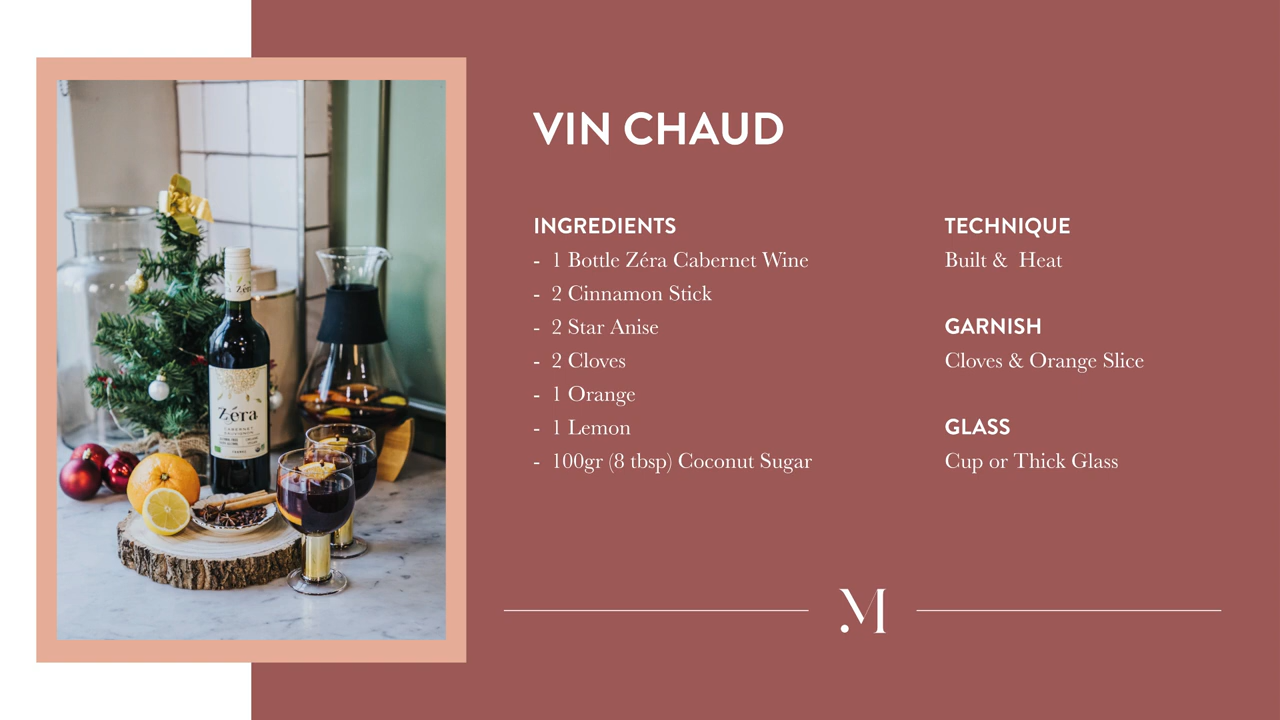 VIN CHAUD
INGREDIENTS
- 1 Bottle Zéra Cabernet Wine
- 2 Cinnamon Stick
- 2 Star Anise
- 2 Cloves
- 1 Orange
- 1 Lemon
- 100gr (8 tbsp) Coconut Sugar
TECHNIQUE
Built & Heat
GARNISH
Cloves & Orange Slice
GLASS
Cup or Thick Glass
M
Zéra
CABERNET